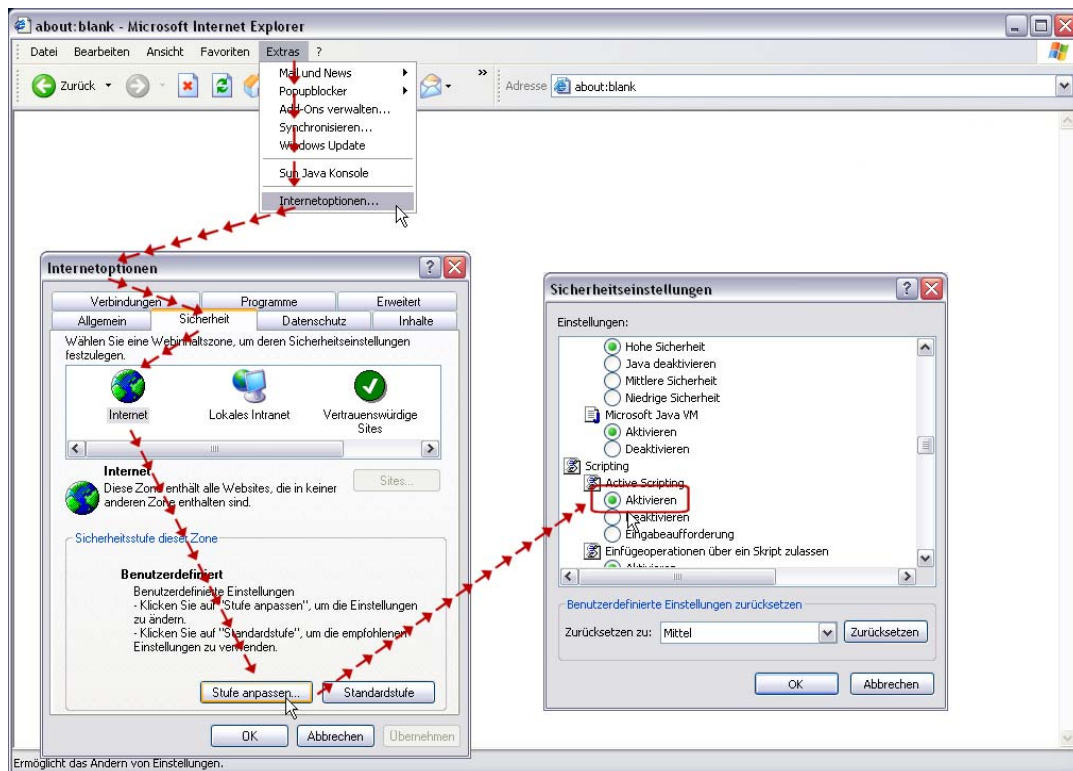 about:blank - Microsoft Internet Explorer
Datei Bearbeiten Ansicht Favoriten Extras ?
Zurück
»
Adresse about:blank
Mail und News
Popupblocker
Add-Ons verwalten...
Synchronisieren...
Windows Update
Sun Java Konsole
Internetoptionen...
Internetoptionen
?
Verbindungen Programme Erweitert
Allgemein Sicherheit Datenschutz Inhalte
Wählen Sie eine Webinhaltszone, um deren Sicherheitseinstellungen
festzulegen.
Internet Lokales Intranet Vertrauenswürdige
Sites
Internet
Diese Zone enthält alle Websites, die in keiner
anderen Zone enthalten sind.
Sites...
Sicherheitsstufe dieser Zone
Benutzerdefiniert
Benutzerdefinierte Einstellungen
- Klicken Sie auf "Stufe anpassen", um die Einstellungen
zu ändern.
- Klicken Sie auf "Standardstufe", um die empfohlenen
Einstellungen zu verwenden.
Stufe anpassen... Standardstufe
OK Abbrechen Übernehmen
Sicherheitseinstellungen
?
Einstellungen:
Hohe Sicherheit
Java deaktivieren
Mittlere Sicherheit
Niedrige Sicherheit
Microsoft Java VM
Aktivieren
Deaktivieren
Scripting
Active Scripting
Aktivieren
Deaktivieren
Eingabeaufforderung
Einfügeoperationen über ein Skript zulassen
Aktivieren
Benutzerdefinierte Einstellungen zurücksetzen
Zurücksetzen zu: Mittel Zurücksetzen
OK Abbrechen
Ermöglicht das Ändern von Einstellungen.